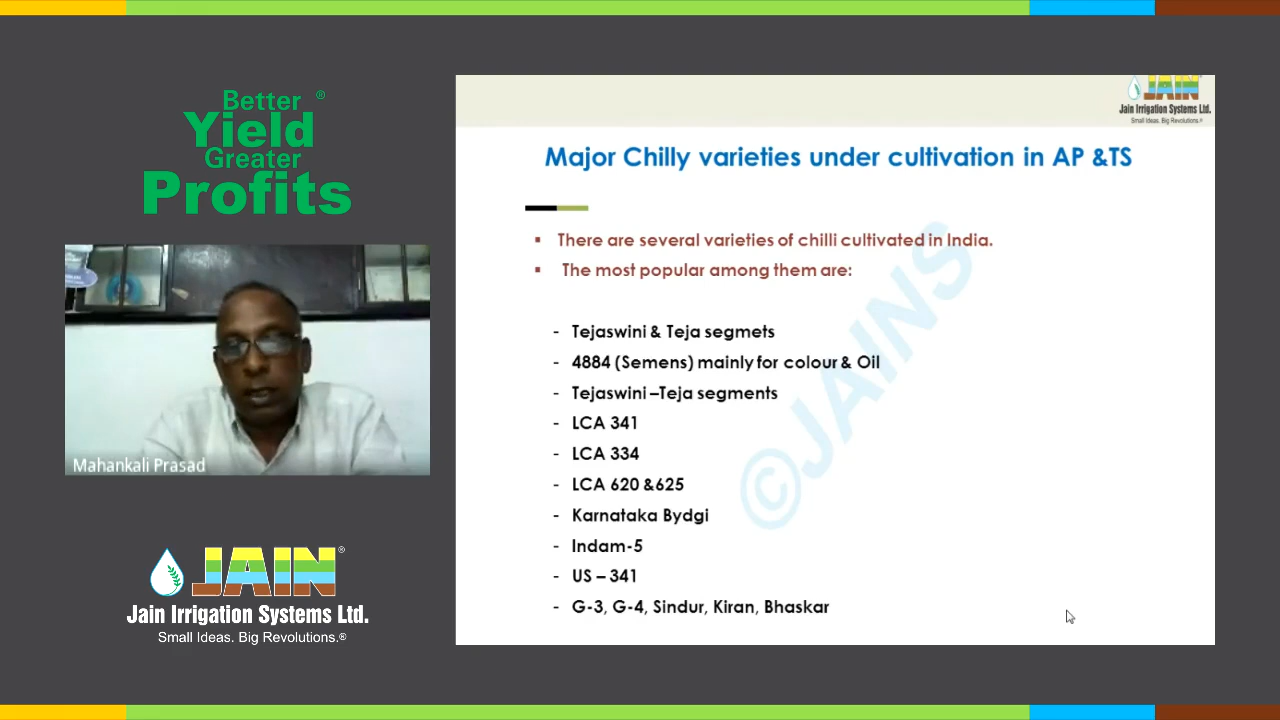 Better ®
Yield
Greater
Profits
Mahankali Prasad
JAIN®
Jain Irrigation Systems Ltd.
Small Ideas. Big Revolutions.®
JAIN
Jain Irrigation Systems Ltd.
Small Ideas. Big Revolutions.®
Major Chilly varieties under cultivation in AP &TS
▪ There are several varieties of chilli cultivated in India.
▪ The most popular among them are:
- Tejaswini & Teja segmets
- 4884 (Semens) mainly for colour & Oil
- Tejaswini –Teja segments
- LCA 341
- LCA 334
- LCA 620 &625
- Karnataka Bydgi
- Indam-5
- US – 341
- G-3, G-4, Sindur, Kiran, Bhaskar
©JAINS